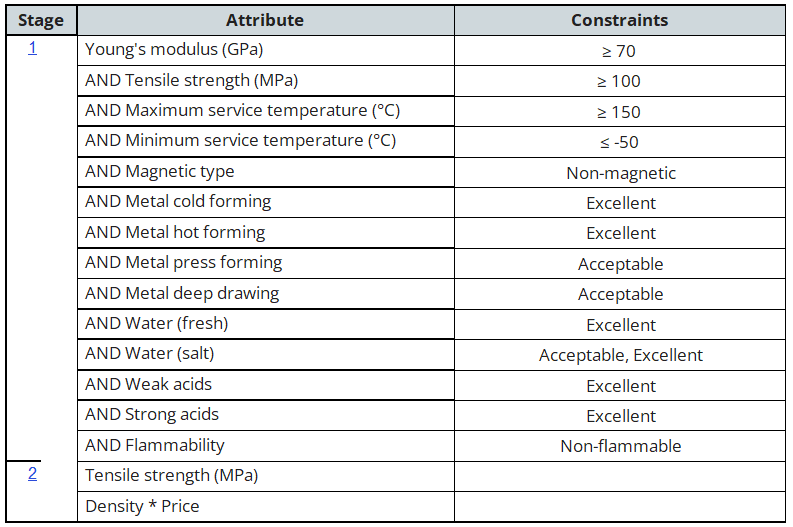 Stage Attribute Constraints
1 Young's modulus (GPa) ≥ 70
AND Tensile strength (MPa) ≥ 100
AND Maximum service temperature (°C) ≥ 150
AND Minimum service temperature (°C) ≤ -50
AND Magnetic type Non-magnetic
AND Metal cold forming Excellent
AND Metal hot forming Excellent
AND Metal press forming Acceptable
AND Metal deep drawing Acceptable
AND Water (fresh) Excellent
AND Water (salt) Acceptable, Excellent
AND Weak acids Excellent
AND Strong acids Excellent
AND Flammability Non-flammable
2 Tensile strength (MPa)
Density * Price